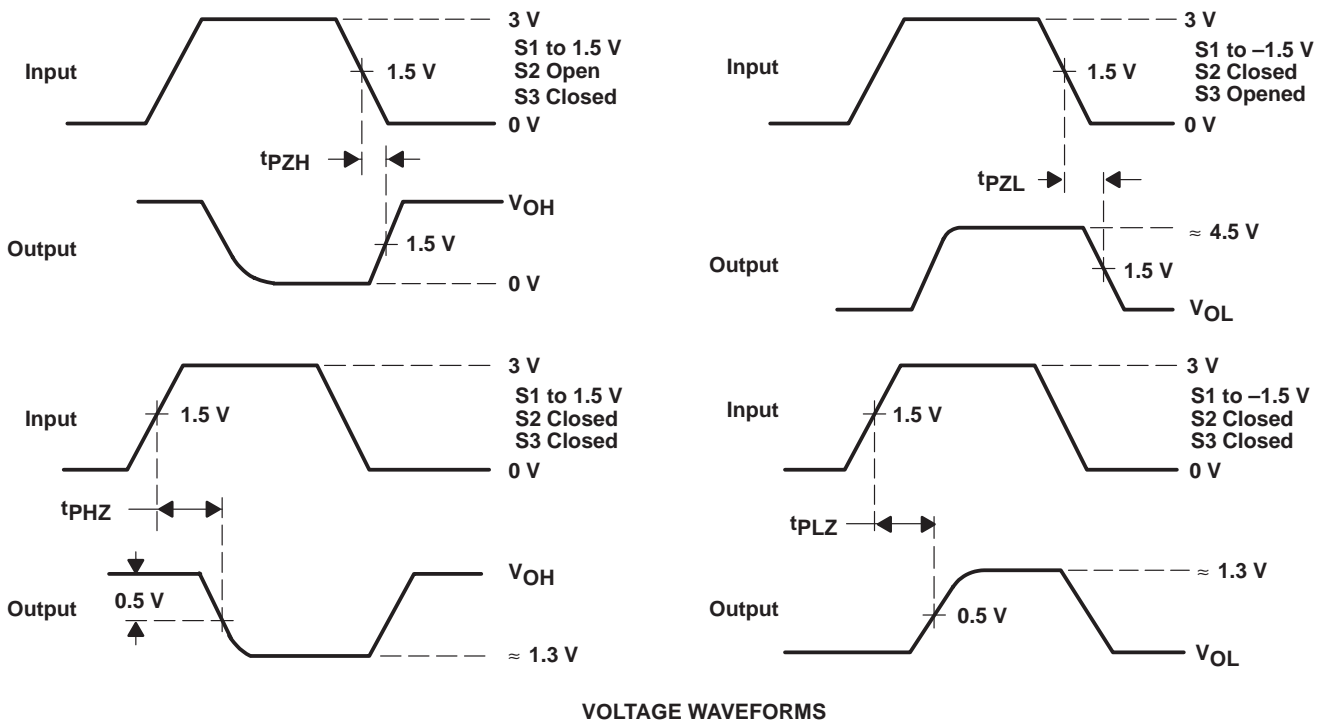 3 V
S1 to 1.5 V
Input
1.5 V
S2 Open
S3 Closed
0 V
tPZH
VOH
Output
1.5 V
0 V
3 V
S1 to –1.5 V
Input
1.5 V
S2 Closed
S3 Opened
0 V
tPZL
≈ 4.5 V
Output
1.5 V
VOL
3 V
S1 to 1.5 V
Input
1.5 V
S2 Closed
S3 Closed
0 V
tPHZ
VOH
0.5 V
Output
≈ 1.3 V
3 V
S1 to –1.5 V
Input
1.5 V
S2 Closed
S3 Closed
0 V
tPLZ
≈ 1.3 V
Output
0.5 V
VOL
VOLTAGE WAVEFORMS